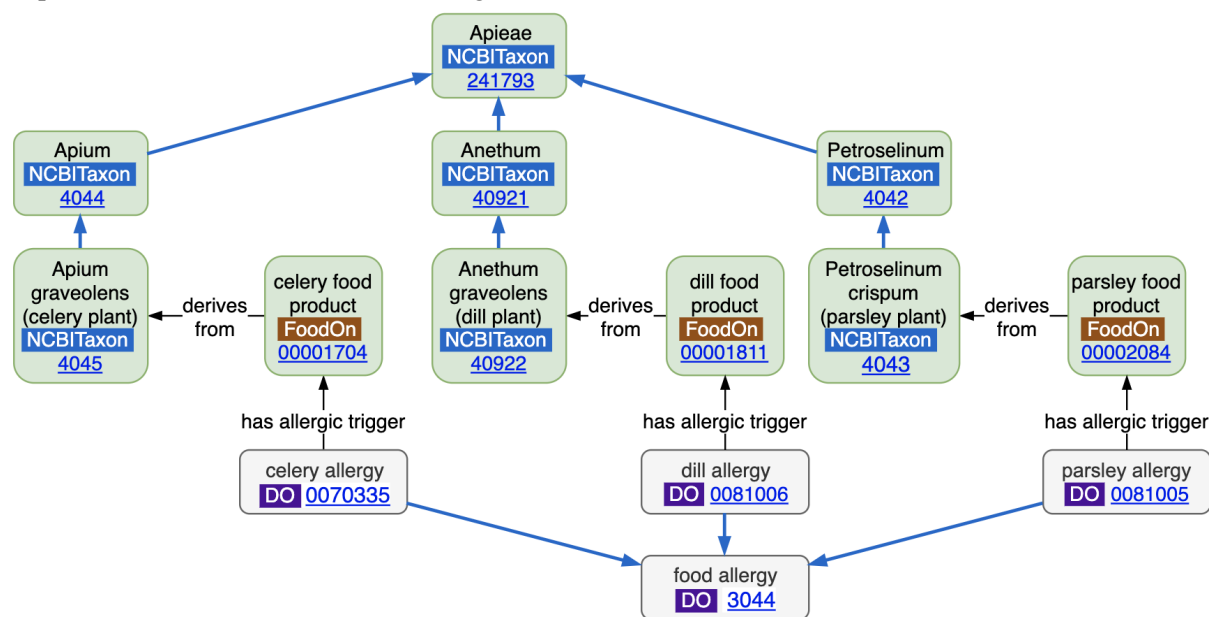 Apieae
NCBITaxon
241793
Apium
NCBITaxon
4044
Anethum
NCBITaxon
40921
Petroselinum
NCBITaxon
4042
Apium
graveolens
(celery plant)
NCBITaxon
4045
derives
from
celery food
product
FoodOn
00001704
Anethum
graveolens
(dill plant)
NCBITaxon
40922
derives
from
dill food
product
FoodOn
00001811
Petroselinum
crispum
(parsley plant)
NCBITaxon
4043
derives
from
parsley food
product
FoodOn
00002084
has allergic trigger
has allergic trigger
has allergic trigger
celery allergy
DO 0070335
dill allergy
DO 0081006
parsley allergy
DO 0081005
food allergy
DO 3044